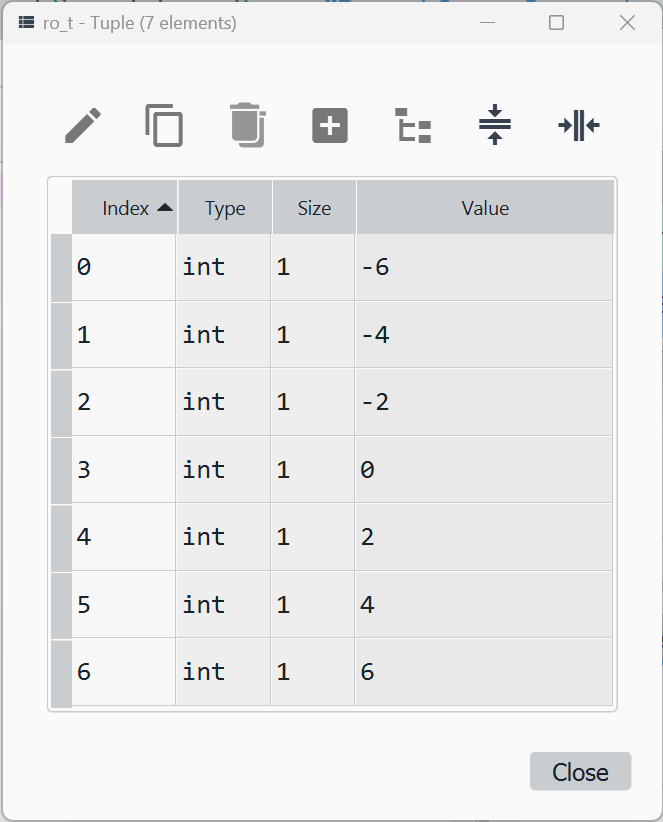 ro_t - Tuple (7 elements)
Index Type Size Value
0 int 1 -6
1 int 1 -4
2 int 1 -2
3 int 1 0
4 int 1 2
5 int 1 4
6 int 1 6
Close